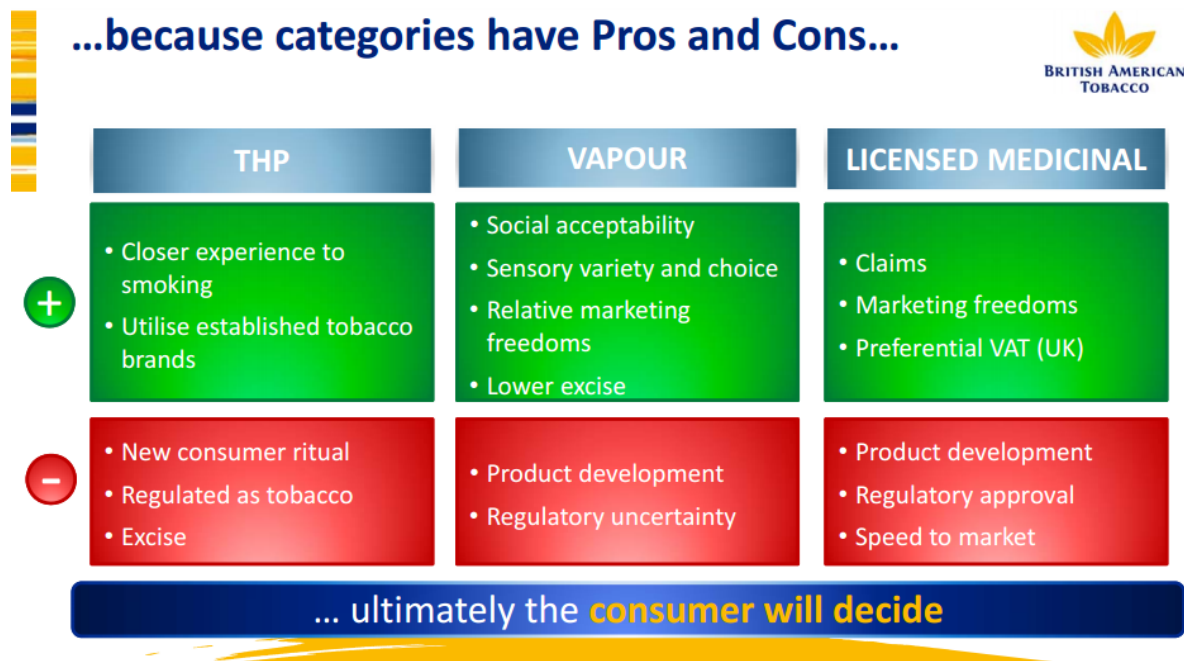 ...because categories have Pros and Cons...
BRITISH AMERICAN
TOBACCO
THP
VAPOUR
LICENSED MEDICINAL
+
• Closer experience to
smoking
• Utilise established tobacco
brands
• Social acceptability
• Sensory variety and choice
• Relative marketing
freedoms
• Lower excise
• Claims
• Marketing freedoms
• Preferential VAT (UK)
-
• New consumer ritual
• Regulated as tobacco
• Excise
• Product development
• Regulatory uncertainty
• Product development
• Regulatory approval
• Speed to market
... ultimately the consumer will decide